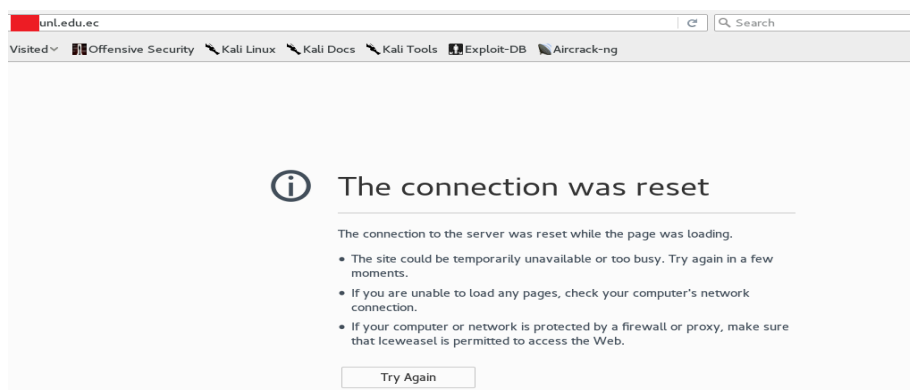 unl.edu.ec Search
Visited Offensive Security Kali Linux Kali Docs Kali Tools Exploit-DB Aircrack-ng
The connection was reset
The connection to the server was reset while the page was loading.
• The site could be temporarily unavailable or too busy. Try again in a few
moments.
• If you are unable to load any pages, check your computer's network
connection.
• If your computer or network is protected by a firewall or proxy, make sure
that Iceweasel is permitted to access the Web.
Try Again